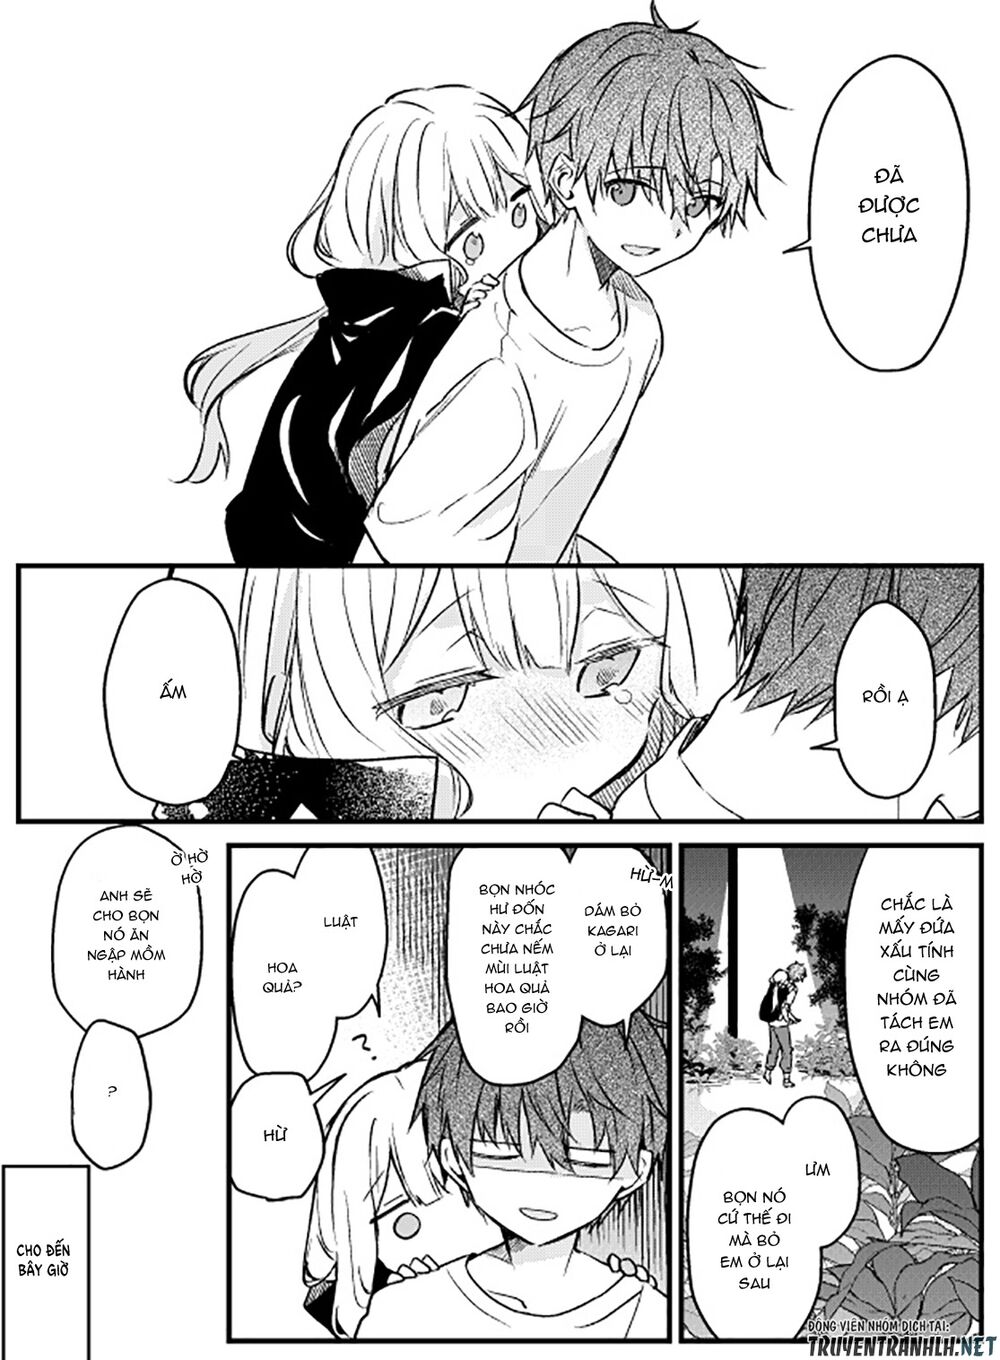 ĐÃ
ĐƯỢC
CHƯA
RỒI Ạ
ẤM
CHẮC LÀ
MẤY ĐỨA
XẤU TÍNH
CÙNG
NHÓM ĐÃ
TÁCH EM
RA ĐÚNG
KHÔNG
ƯM
BỌN NÓ
CỨ THẾ ĐI
MÀ BỎ
EM Ở LẠI
SAU
HỪ-M
DÁM BỎ
KAGARI
Ở LẠI
BỌN NHÓC
HƯ ĐỐN
NÀY CHẮC
CHƯA NẾM
MÙI LUẬT
HOA QUẢ
BAO GIỜ
RỒI
LUẬT
HOA
QUẢ?
?
HỪ
Ờ HỜ
HỜ
ANH SẼ
CHO BỌN
NÓ ĂN
NGẬP MỒM
HÀNH
?
CHO ĐẾN
BÂY GIỜ
ĐỘNG VIÊN NHÓM DỊCH TẠI:
TRUYENTRANHLH.NET